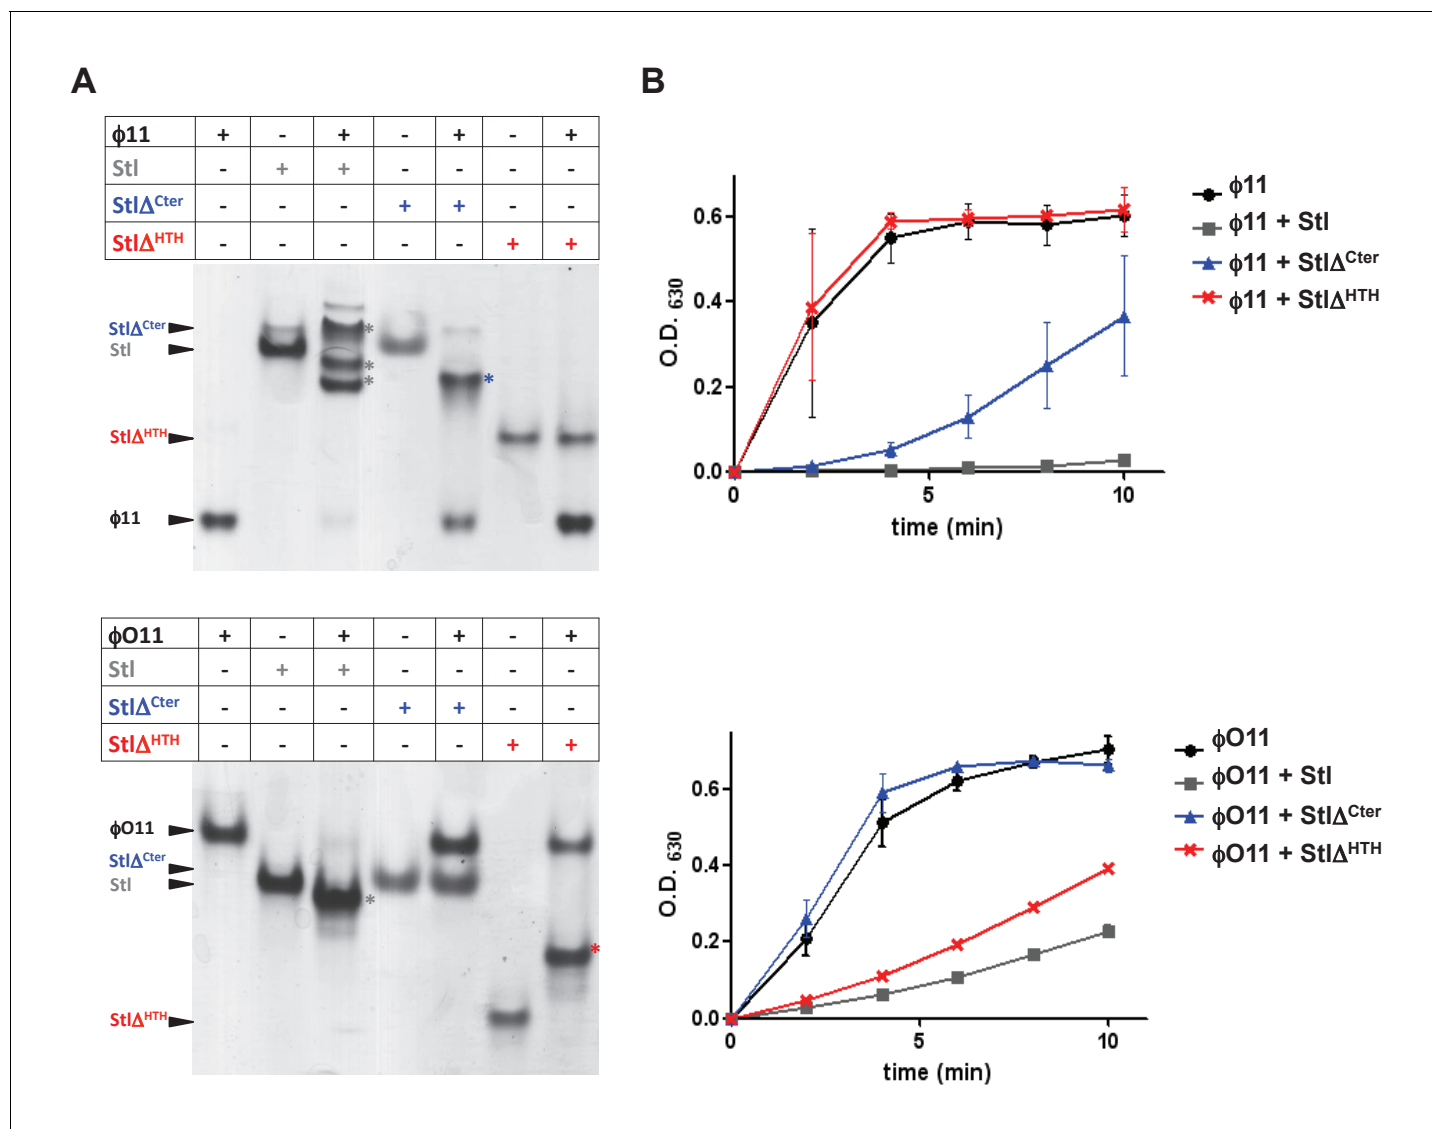 A
ϕ11 + - + - + - +
Stl - + + - - - -
StlΔCter - - - + + - -
StlΔHTH - - - - - + +
StlΔCter
Stl
*
*
*
*
StlΔHTH
ϕ11
B
0.6
0.4
0.2
0.0
O.D. 630
0 5 10
time (min)
ϕ11
ϕ11 + Stl
ϕ11 + StlΔCter
ϕ11 + StlΔHTH
ϕO11 + - + - + - +
Stl - + + - - - -
StlΔCter - - - + + - -
StlΔHTH - - - - - + +
ϕO11
StlΔCter
Stl
*
*
StlΔHTH
0.6
0.4
0.2
0.0
O.D. 630
0 5 10
time (min)
ϕO11
ϕO11 + Stl
ϕO11 + StlΔCter
ϕO11 + StlΔHTH